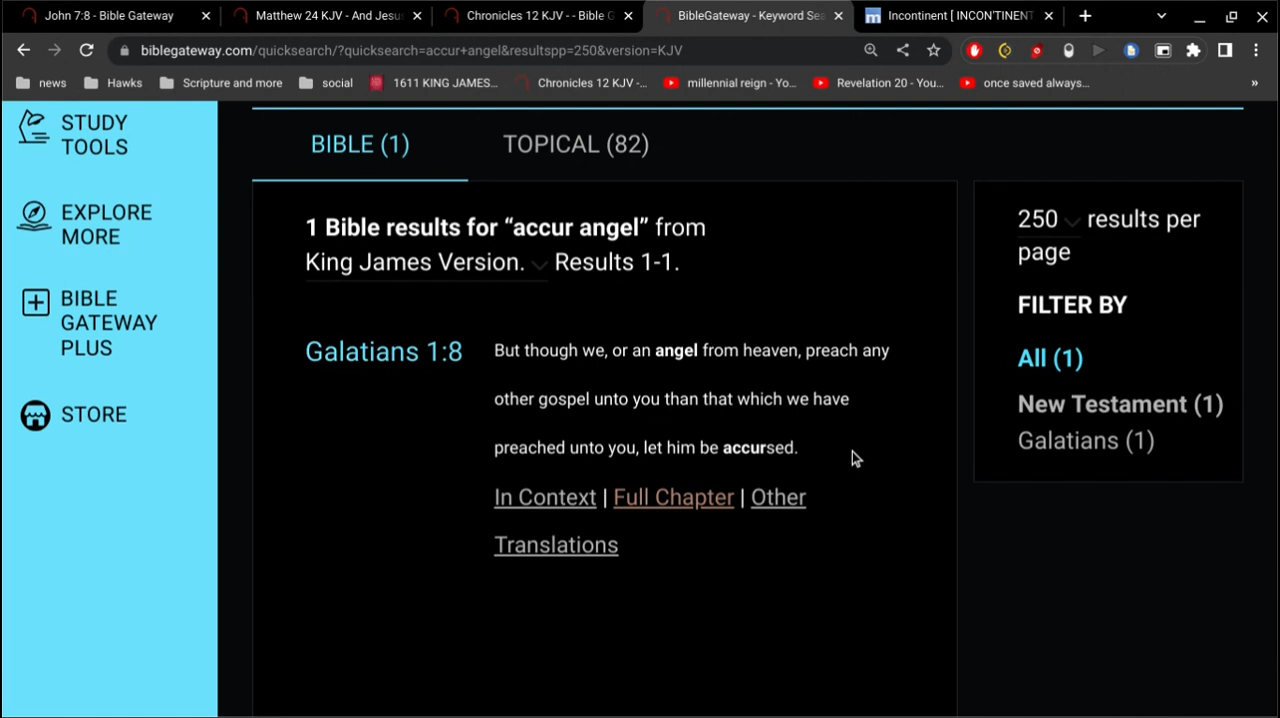 John 7:8 - Bible Gateway
Matthew 24 KJV - And Jesus
Chronicles 12 KJV - - Bible G
BibleGateway - Keyword Sea
Incontinent [ INCON'TINENT
biblegateway.com/quicksearch/?quicksearch=accur+angel&resultspp=250&version=KJV
news
Hawks
Scripture and more
social
1611 KING JAMES...
Chronicles 12 KJV -...
millennial reign - Yo...
Revelation 20 - You...
once saved always...
»
STUDY
TOOLS
EXPLORE
MORE
BIBLE
GATEWAY
PLUS
STORE
BIBLE (1)
TOPICAL (82)
1 Bible results for “accur angel” from
King James Version. Results 1-1.
Galatians 1:8
But though we, or an angel from heaven, preach any
other gospel unto you than that which we have
preached unto you, let him be accursed.
In Context | Full Chapter | Other
Translations
250 results per
page
FILTER BY
All (1)
New Testament (1)
Galatians (1)